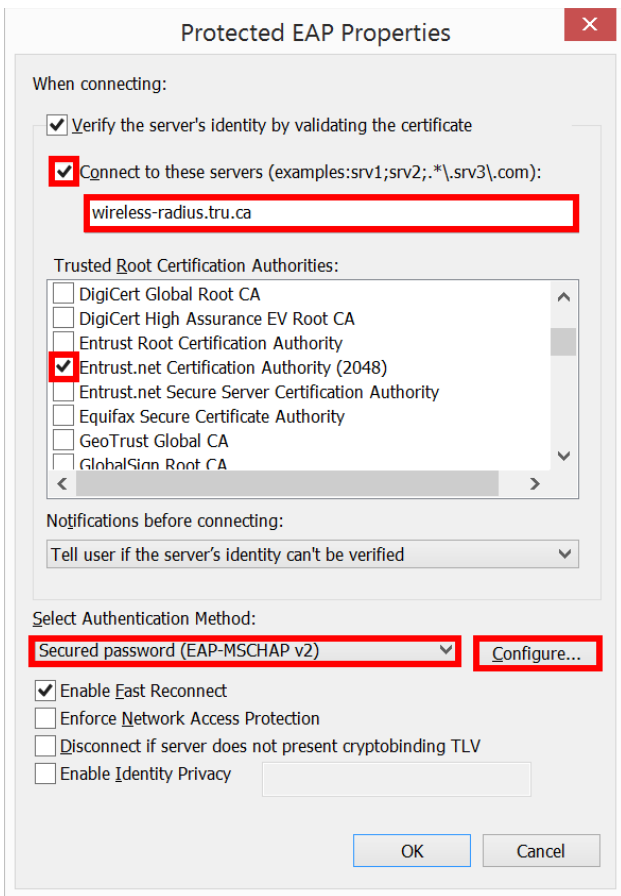 Protected EAP Properties
When connecting:
Verify the server's identity by validating the certificate
Connect to these servers (examples:srv1;srv2;.*\.srv3\.com):
wireless-radius.tru.ca
Trusted Root Certification Authorities:
DigiCert Global Root CA
DigiCert High Assurance EV Root CA
Entrust Root Certification Authority
Entrust.net Certification Authority (2048)
Entrust.net Secure Server Certification Authority
Equifax Secure Certificate Authority
GeoTrust Global CA
GlobalSign Root CA
Notifications before connecting:
Tell user if the server’s identity can't be verified
Select Authentication Method:
Secured password (EAP-MSCHAP v2)
Configure...
Enable Fast Reconnect
Enforce Network Access Protection
Disconnect if server does not present cryptobinding TLV
Enable Identity Privacy
OK
Cancel